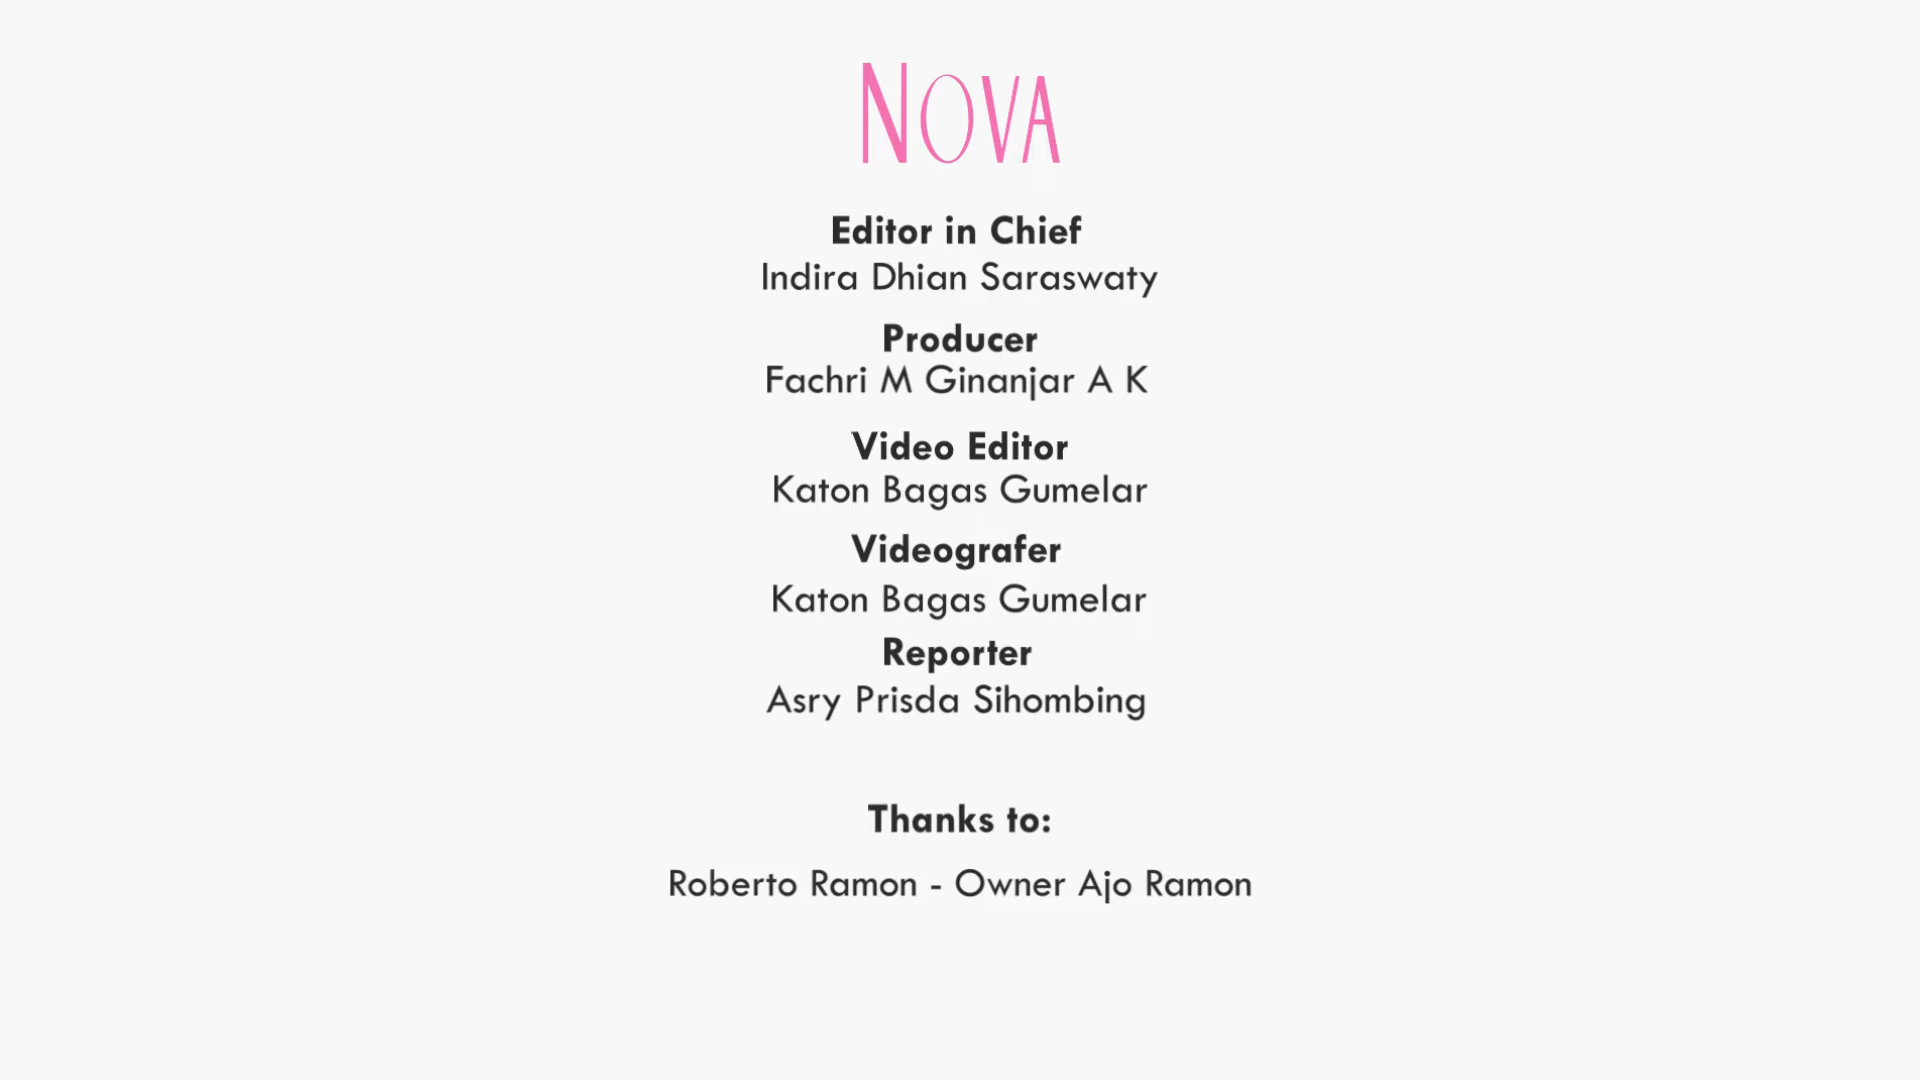 NOVA
Editor in Chief
Indira Dhian Saraswaty
Producer
Fachri M Ginanjar A K
Video Editor
Katon Bagas Gumelar
Videografer
Katon Bagas Gumelar
Reporter
Asry Prisda Sihombing
Thanks to:
Roberto Ramon - Owner Ajo Ramon